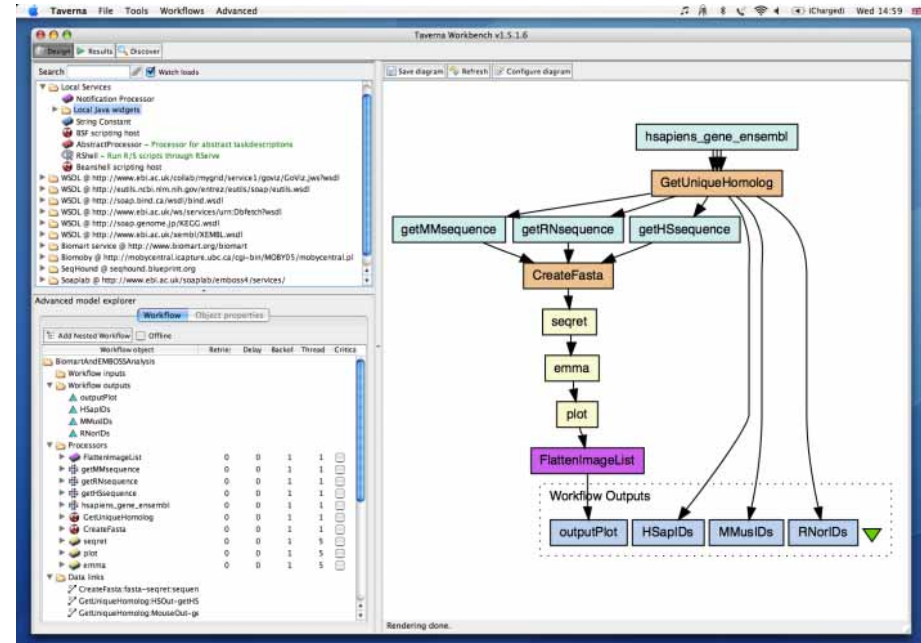 Taverna File Tools Workflows Advanced
(Charged) Wed 14:59
Taverna Workbench v1.5.1.6
Design Results Discover
Search Watch loads
Local Services
Notification Processor
Local Java widgets
String Constant
BSF scripting host
AbstractProcessor - Processor for abstract taskdescriptions
RShell - Run R/S scripts through RServe
Beanshell scripting host
WSDL @ http://www.ebi.ac.uk/collab/mygrid/service1/goviz/GoViz.jws?wsdl
WSDL @ http://eutils.ncbi.nlm.nih.gov/entrez/eutils/soap/eutils.wsdl
WSDL @ http://soap.bind.ca/wsdl/bind.wsdl
WSDL @ http://www.ebi.ac.uk/ws/services/urn:Dbfetch?wsdl
WSDL @ http://soap.genome.jp/KEGG.wsdl
WSDL @ http://www.ebi.ac.uk/xembl/XEMBL.wsdl
Biomart service @ http://www.biomart.org/biomart
Biomoby @ http://mobycentral.icapture.ubc.ca/cgi-bin/MOBY05/mobycentral.pl
SeqHound @ seqhound.blueprint.org
Soaplab @ http://www.ebi.ac.uk/soaplab/emboss4/services/
Advanced model explorer
Workflow Object properties
Add Nested Workflow Offline
Workflow object Retries Delay Backof Thread Critica
BiomartAndEMBOSSAnalysis
Workflow inputs
Workflow outputs
outputPlot
HSapIDs
MMusIDs
RNorIDs
Processors
FlattenImageList 0 0 1 1
getMMsequence 0 0 1 1
getRNsequence 0 0 1 1
getHSsequence 0 0 1 1
hsapiens_gene_ensembl 0 0 1 1
GetUniqueHomolog 0 0 1 1
CreateFasta 0 0 1 1
seqret 0 0 1 5
plot 0 0 1 5
emma 0 0 1 5
Data links
CreateFasta:fasta-seqret:sequen
GetUniqueHomolog:HSOut-getHS
GetUniqueHomolog:MouseOut-ge
Save diagram Refresh Configure diagram
hsapiens_gene_ensembl
GetUniqueHomolog
getMMsequence getRNsequence getHSsequence
CreateFasta
seqret
emma
plot
FlattenImageList
Workflow Outputs
outputPlot HSapIDs MMusIDs RNorIDs
Rendering done.